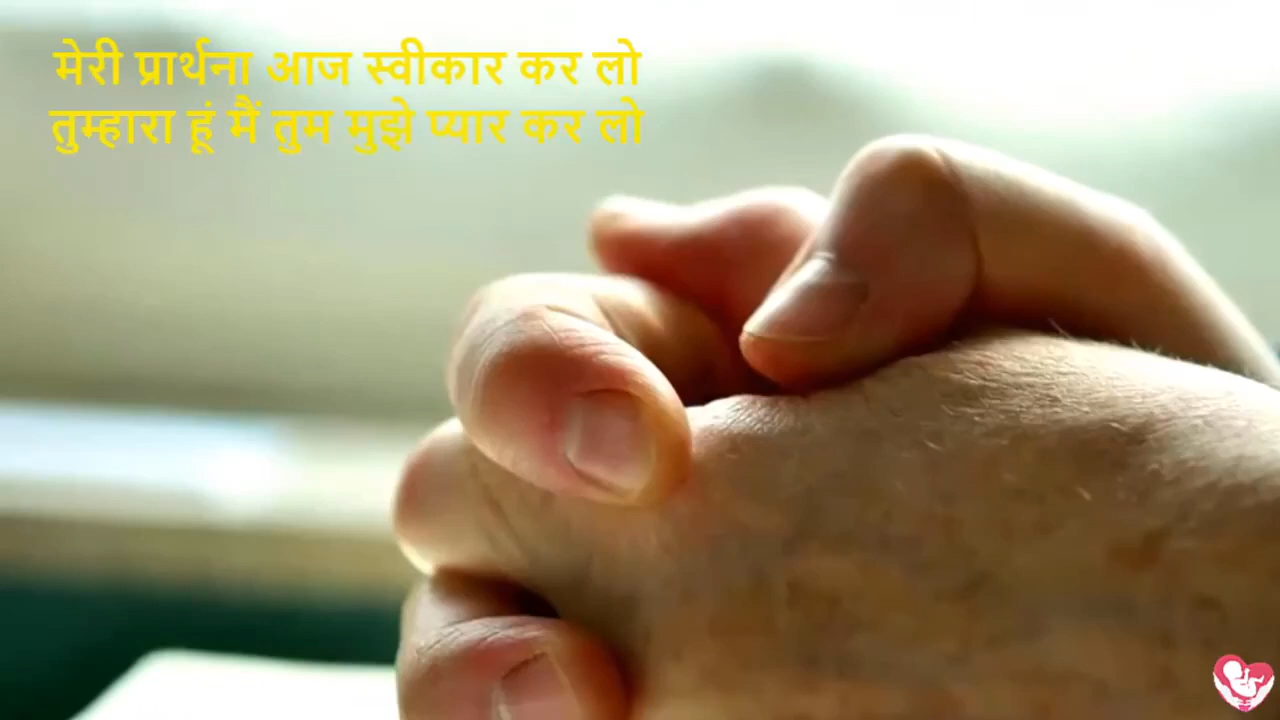 मेरी प्रार्थना आज स्वीकार कर लो
तुम्हारा हूं मैं तुम मुझे प्यार कर लो